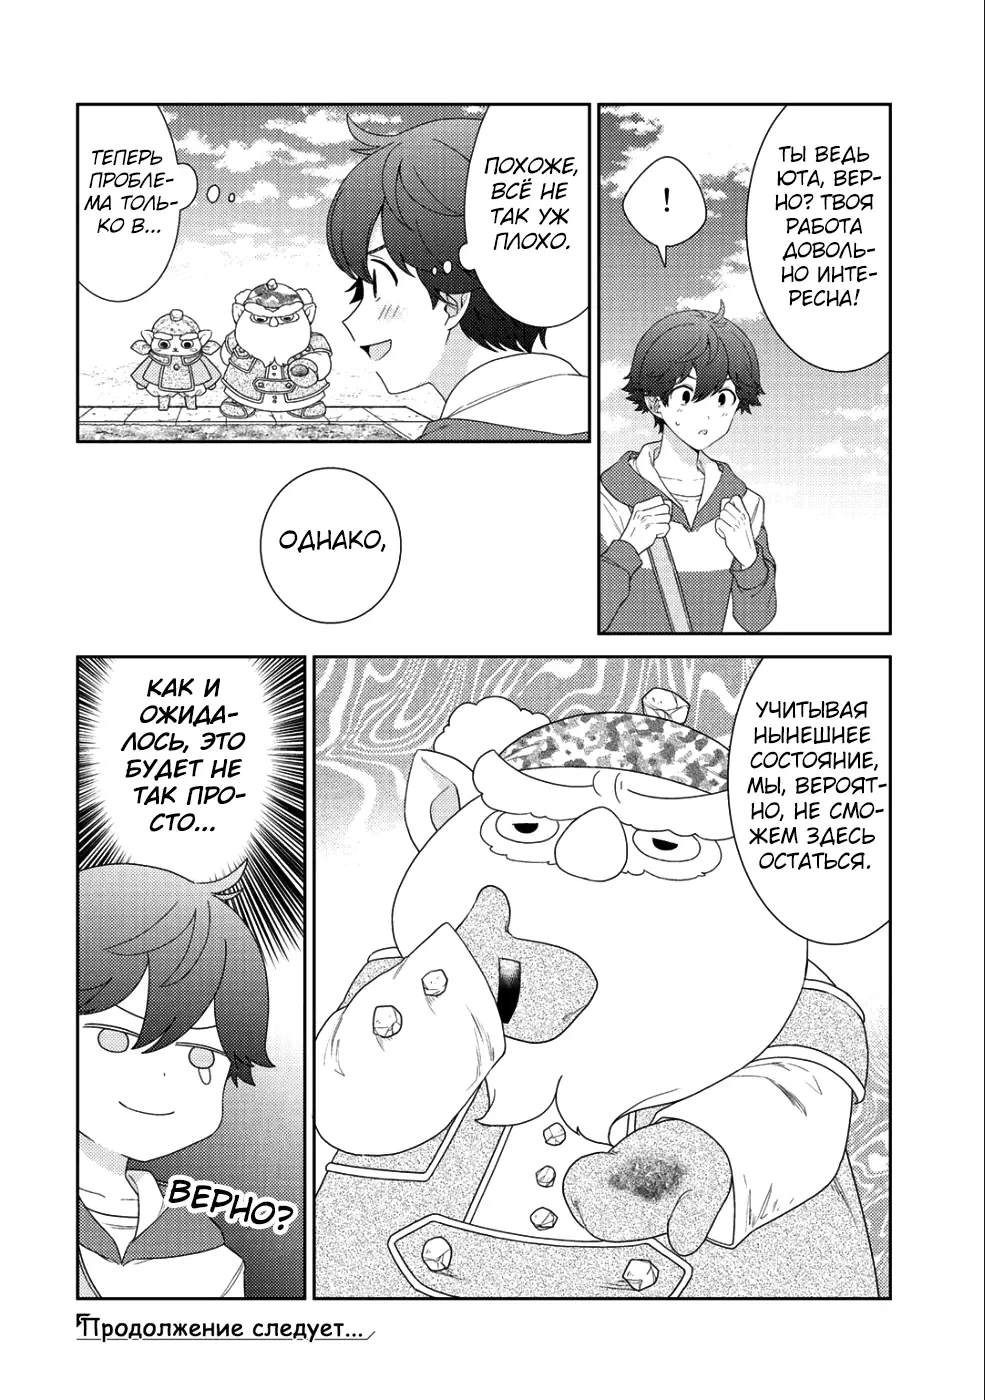 ТЫ ВЕДЬ
ЮТА, ВЕР-
НО? ТВОЯ
РАБОТА
ДОВОЛЬ-
НО ИНТЕ-
РЕСНА!
!
ПОХОЖЕ,
ВСЁ НЕ
ТАК УЖ
ПЛОХО.
ТЕПЕРЬ
ПРОБЛЕ-
МА ТОЛЬ-
КО В...
ОДНАКО,
УЧИТЫВАЯ
НЫНЕШНЕЕ
СОСТОЯНИЕ,
МЫ, ВЕРОЯТ-
НО, НЕ СМО-
ЖЕМ ЗДЕСЬ
ОСТАТЬСЯ.
КАК И
ОЖИДА-
ЛОСЬ, ЭТО
БУДЕТ НЕ
ТАК ПРО-
СТО...
ВЕРНО?
Продолжение следует...